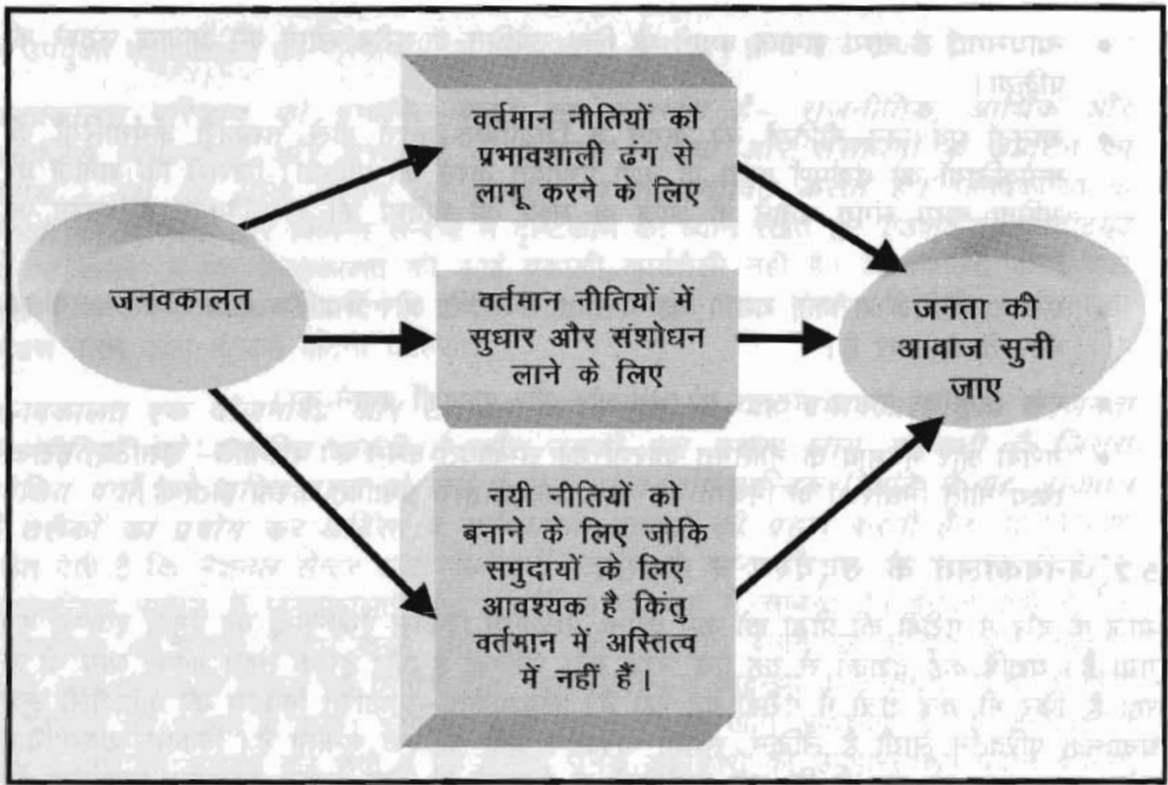 जनवकालत
वर्तमान नीतियों को
प्रभावशाली ढंग से
लागू करने के लिए
वर्तमान नीतियों में
सुधार और संशोधन
लाने के लिए
नयी नीतियों को
बनाने के लिए जोकि
समुदायों के लिए
आवश्यक है किंतु
वर्तमान में अस्तित्व
में नहीं हैं।
जनता की
आवाज सुनी
जाए